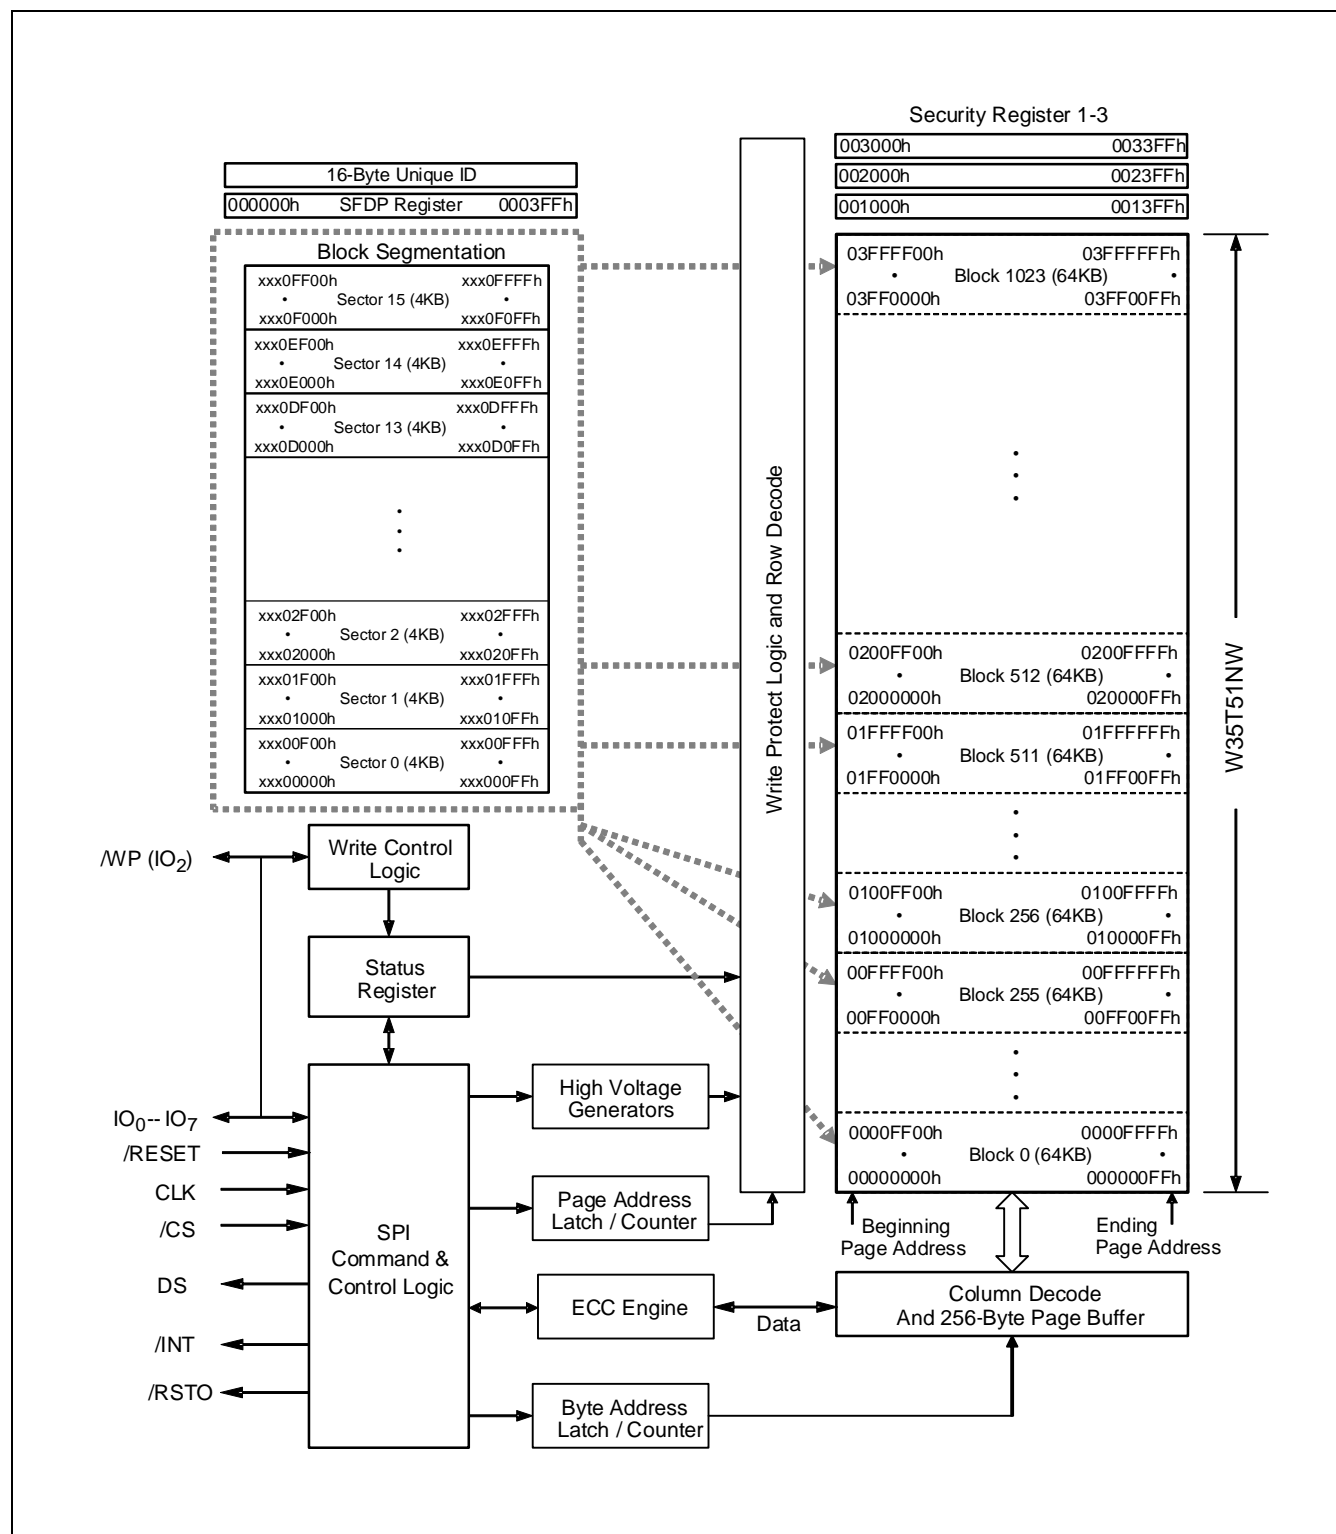 Security Register 1-3
003000h 0033FFh
002000h 0023FFh
001000h 0013FFh
16-Byte Unique ID
000000h SFDP Register 0003FFh
Block Segmentation
xxx0FF00h xxx0FFFFh
• Sector 15 (4KB) •
xxx0F000h xxx0F0FFh
xxx0EF00h xxx0EFFFh
• Sector 14 (4KB) •
xxx0E000h xxx0E0FFh
xxx0DF00h xxx0DFFFh
• Sector 13 (4KB) •
xxx0D000h xxx0D0FFh
xxx02F00h xxx02FFFh
• Sector 2 (4KB) •
xxx02000h xxx020FFh
xxx01F00h xxx01FFFh
• Sector 1 (4KB) •
xxx01000h xxx010FFh
xxx00F00h xxx00FFFh
• Sector 0 (4KB) •
xxx00000h xxx000FFh
Write Protect Logic and Row Decode
03FFFF00h 03FFFFFFh
• Block 1023 (64KB) •
03FF0000h 03FF00FFh
0200FF00h 0200FFFFh
• Block 512 (64KB) •
02000000h 020000FFh
01FFFF00h 01FFFFFFh
• Block 511 (64KB) •
01FF0000h 01FF00FFh
0100FF00h 0100FFFFh
• Block 256 (64KB) •
01000000h 010000FFh
00FFFF00h 00FFFFFFh
• Block 255 (64KB) •
00FF0000h 00FF00FFh
0000FF00h 0000FFFFh
• Block 0 (64KB) •
00000000h 000000FFh
W35T51NW
Beginning
Page Address
Ending
Page Address
/WP (IO2)
Write Control
Logic
Status
Register
IO0-- IO7
/RESET
CLK
/CS
DS
/INT
/RSTO
SPI
Command &
Control Logic
High Voltage
Generators
Page Address
Latch / Counter
ECC Engine
Data
Column Decode
And 256-Byte Page Buffer
Byte Address
Latch / Counter